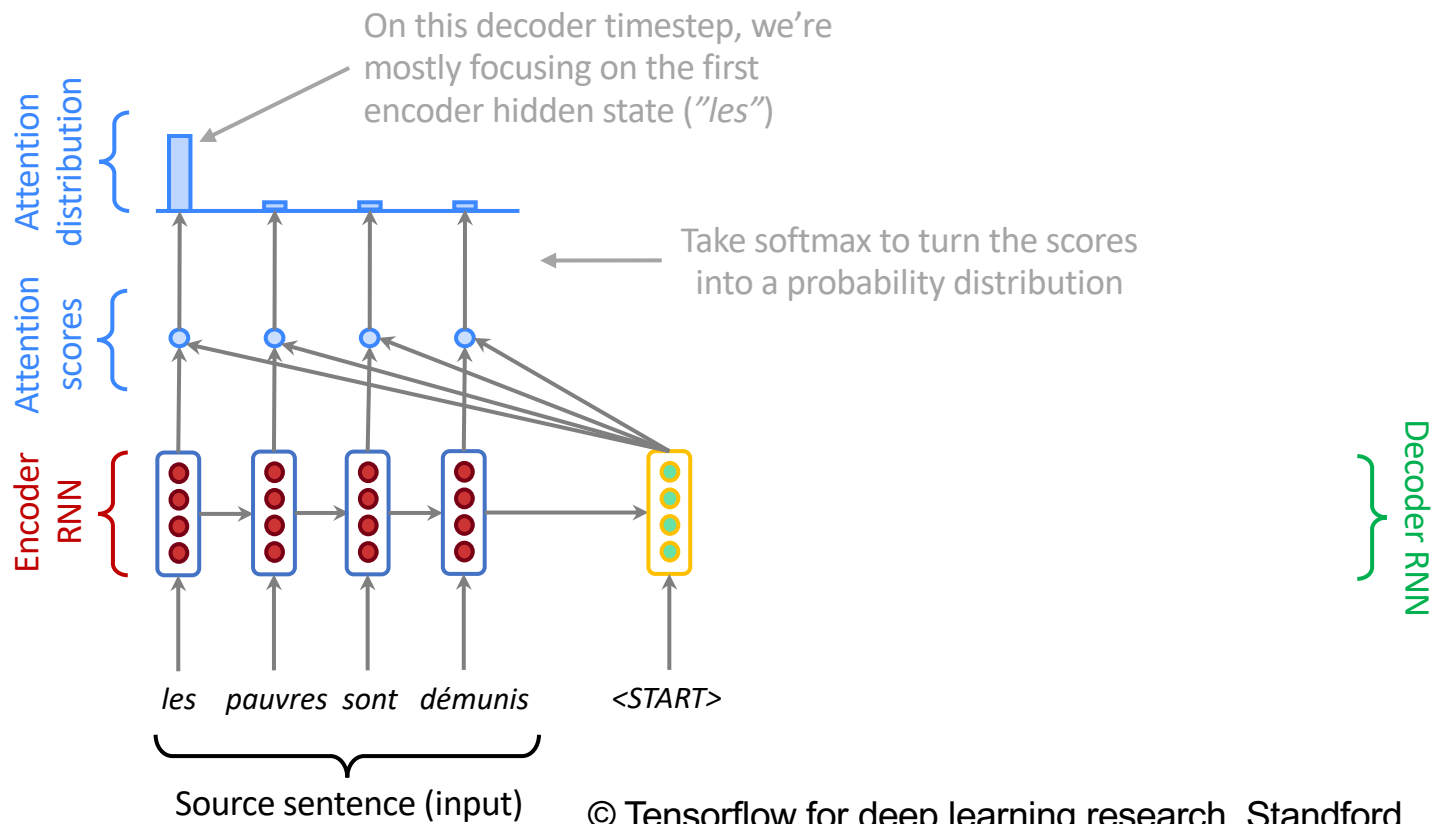 On this decoder timestep, we're
mostly focusing on the first
encoder hidden state (”les”)
Attention
distribution
Take softmax to turn the scores
into a probability distribution
Attention
scores
Encoder
RNN
Decoder RNN
les pauvres sont démunis <START>
Source sentence (input)
© Tensorflow for deep learning research. Standford